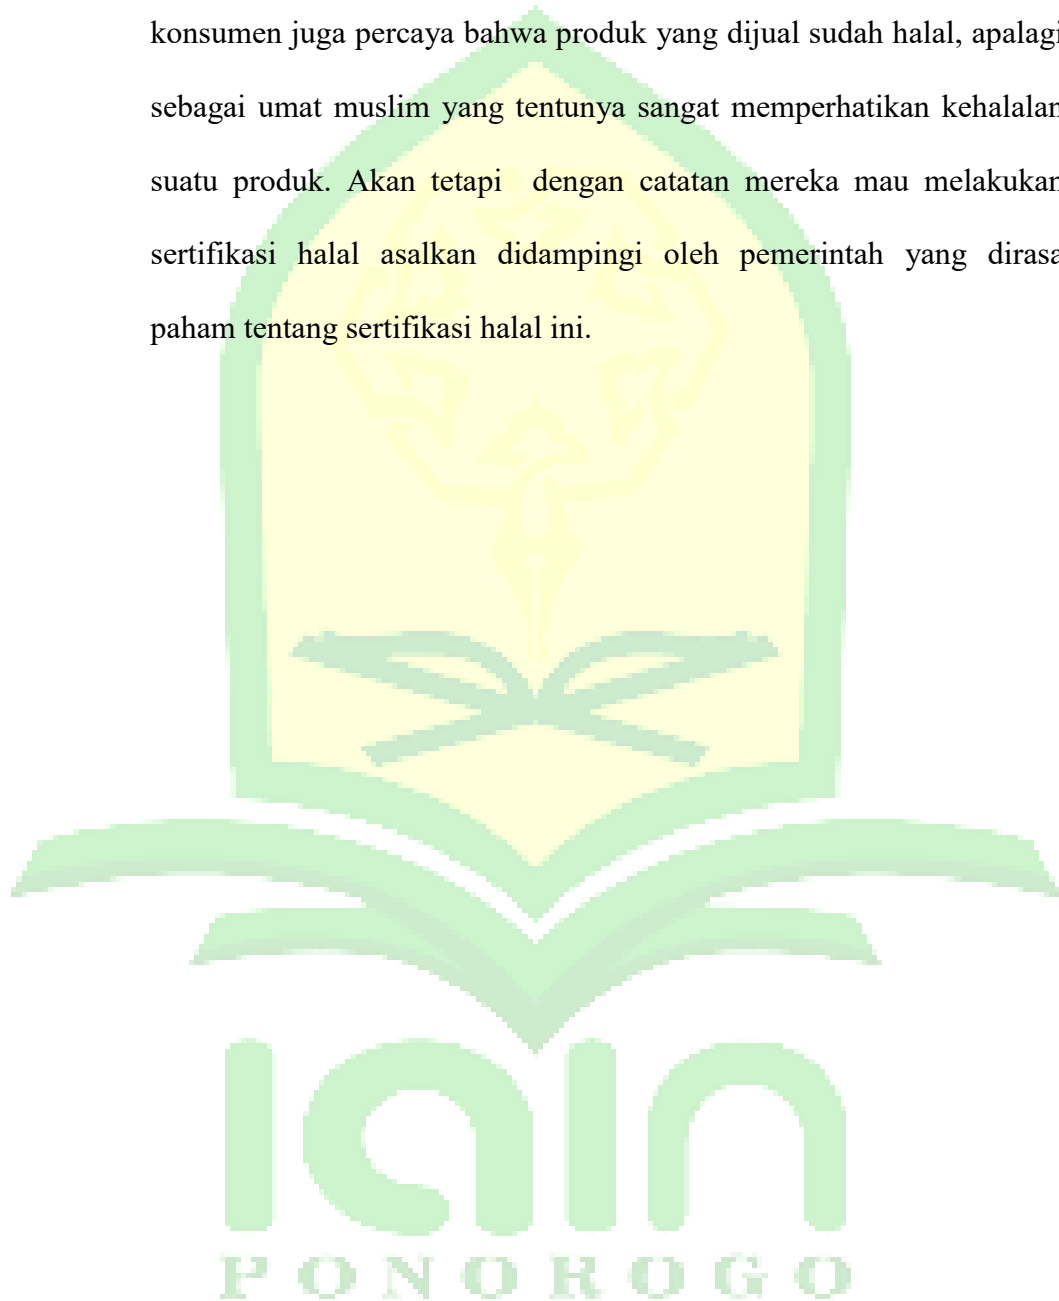 konsumen juga percaya bahwa produk yang dijual sudah halal, apalagi
sebagai umat muslim yang tentunya sangat memperhatikan kehalalan
suatu produk. Akan tetapi dengan catatan mereka mau melakukan
sertifikasi halal asalkan didampingi oleh pemerintah yang dirasa
paham tentang sertifikasi halal ini.
iain
PONOROGO